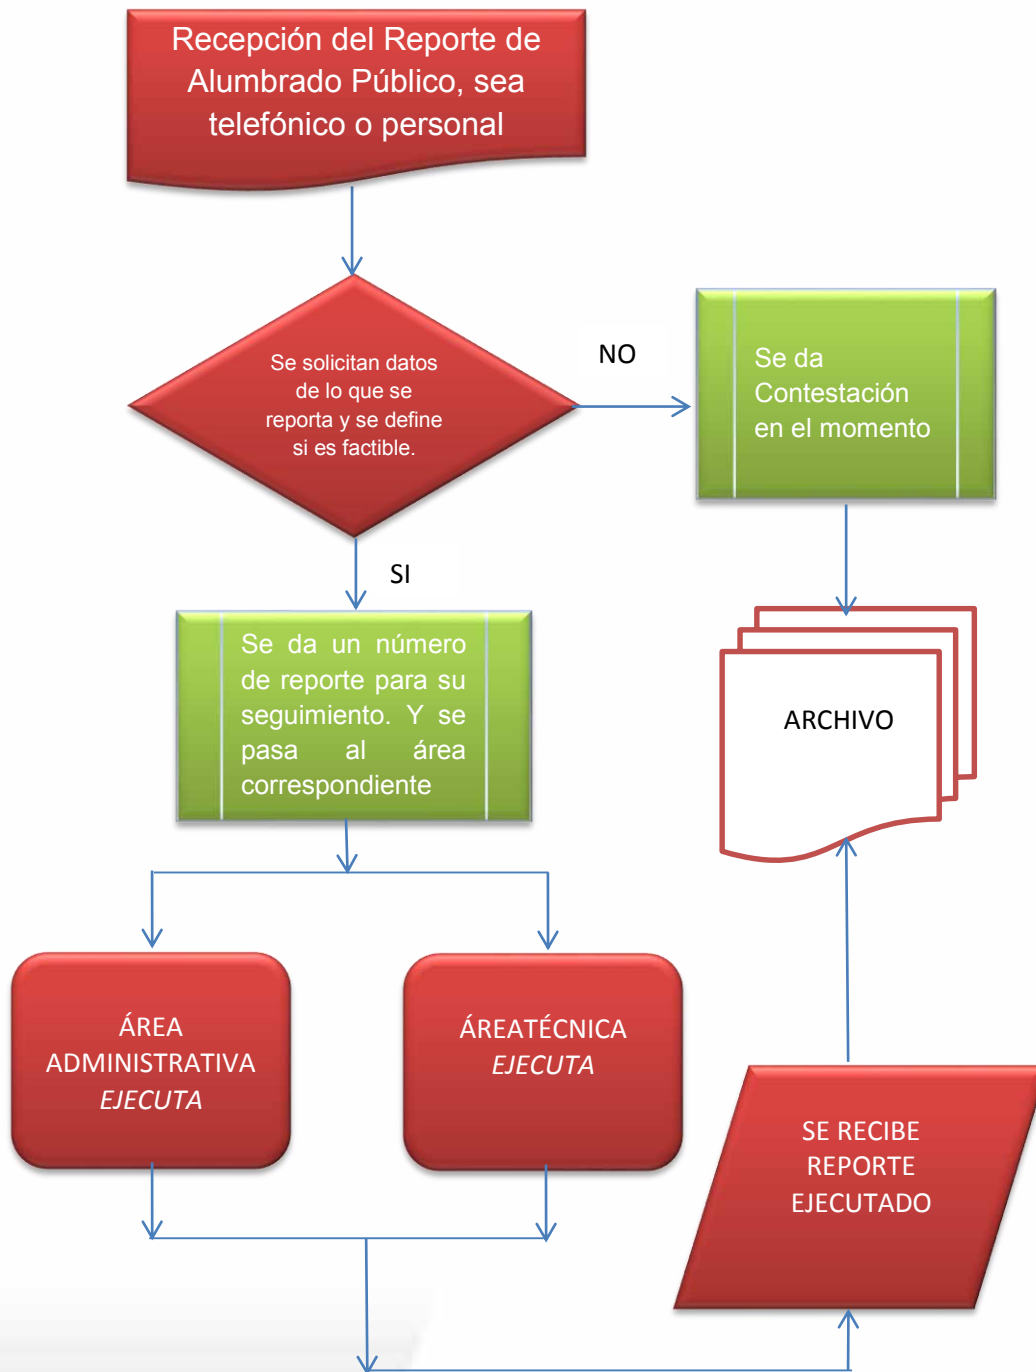 Recepción del Reporte de
Alumbrado Público, sea
telefónico o personal
Se solicitan datos
de lo que se
reporta y se define
si es factible.
NO
Se da
Contestación
en el momento
SI
Se da un número
de reporte para su
seguimiento. Y se
pasa al área
correspondiente
ARCHIVO
ÁREA
ADMINISTRATIVA
EJECUTA
ÁREATÉCNICA
EJECUTA
SE RECIBE
REPORTE
EJECUTADO